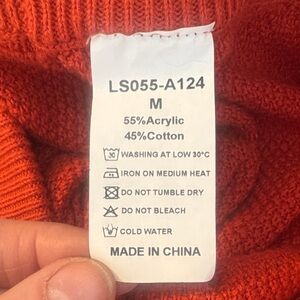 LS055-A124
M
55%Acrylic
45%Cotton
30 WASHING AT LOW 30°C
IRON ON MEDIUM HEAT
DO NOT TUMBLE DRY
DO NOT BLEACH
COLD WATER
MADE IN CHINA